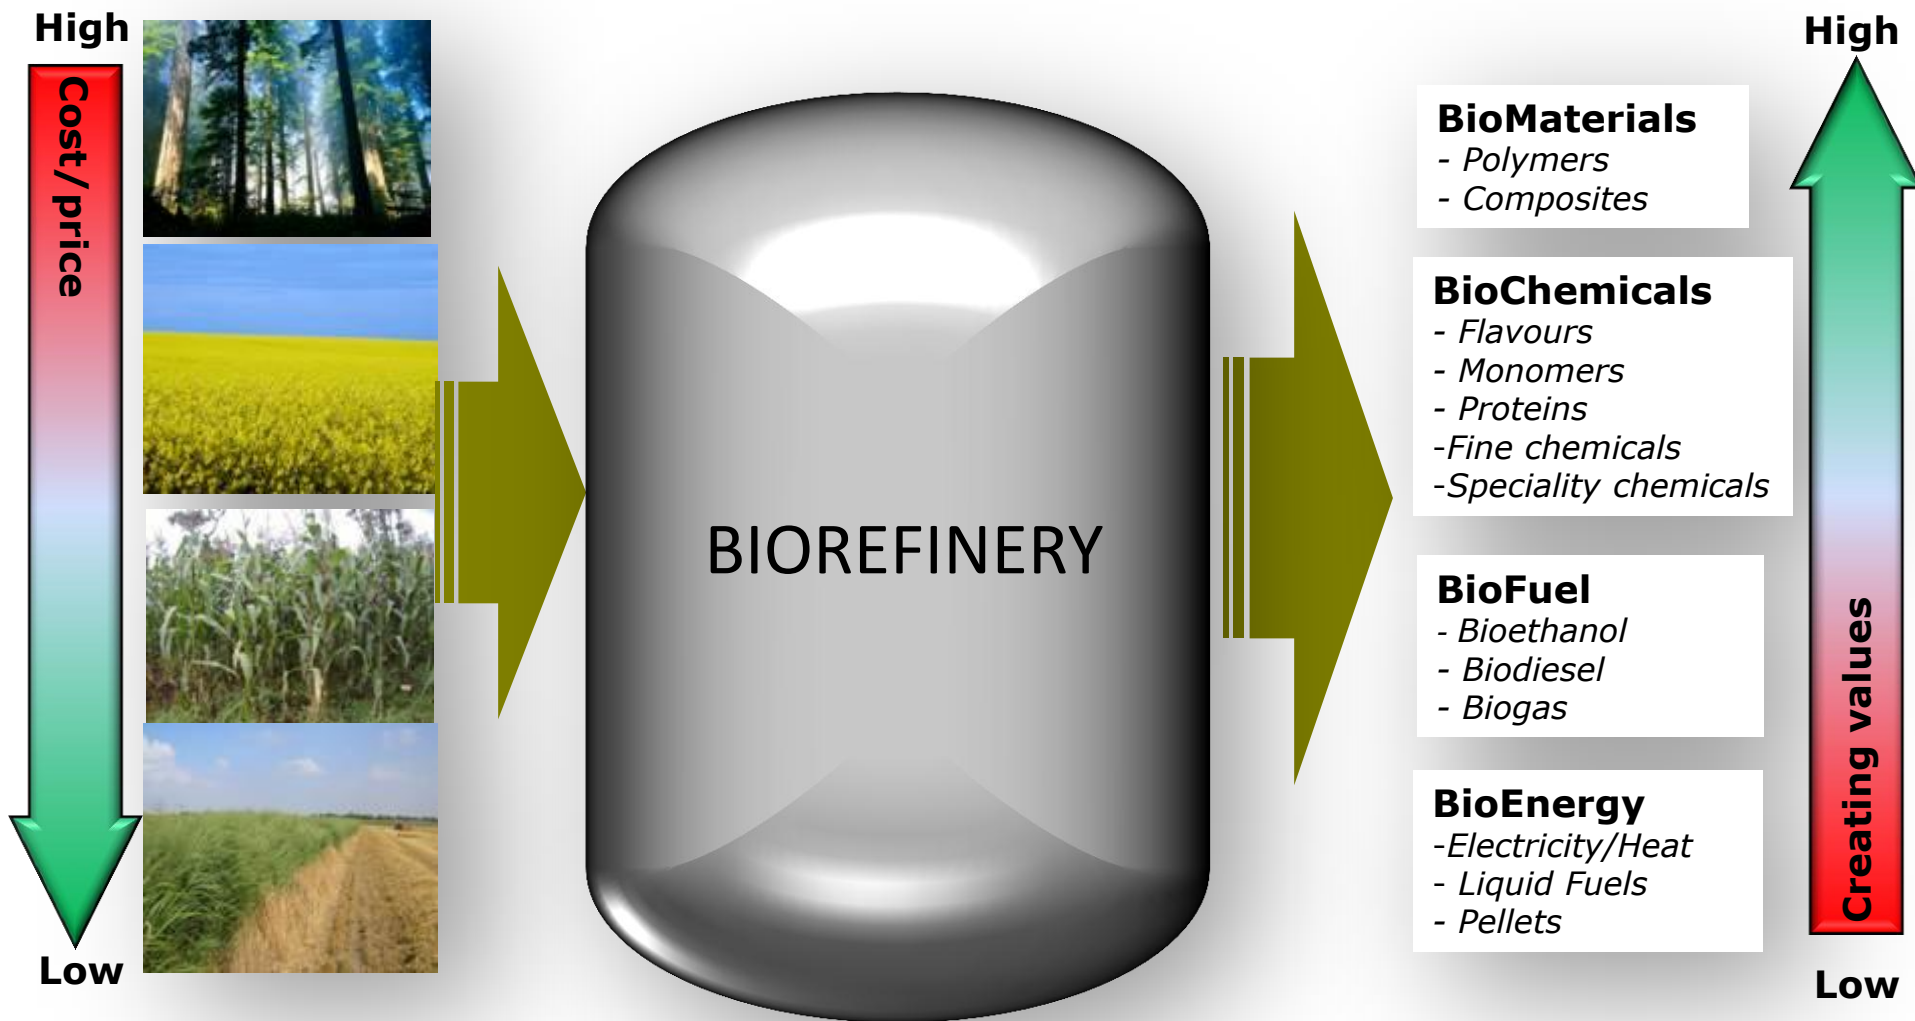 High
Cost/price
Low
BIOREFINERY
BioMaterials
- Polymers
- Composites
BioChemicals
- Flavours
- Monomers
- Proteins
-Fine chemicals
-Speciality chemicals
BioFuel
- Bioethanol
- Biodiesel
- Biogas
BioEnergy
-Electricity/Heat
- Liquid Fuels
- Pellets
High
Creating values
Low